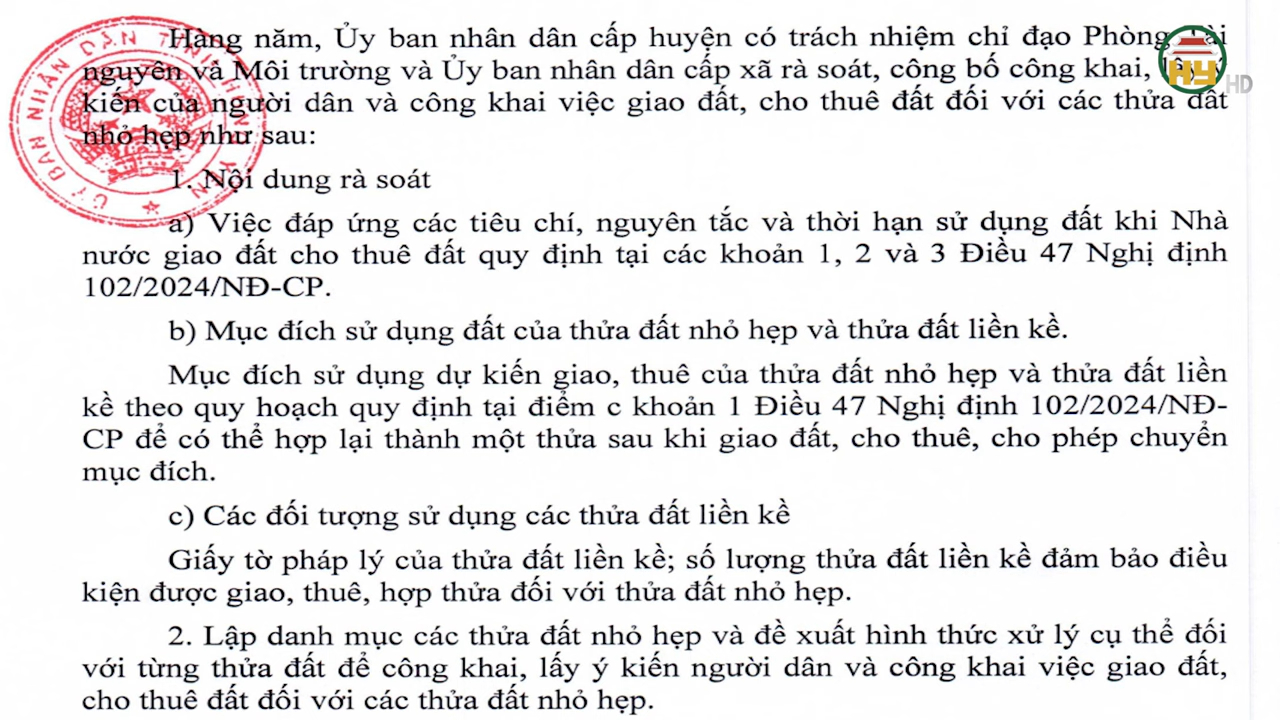 Hàng năm, Ủy ban nhân dân cấp huyện có trách nhiệm chỉ đạo Phòng Tài
nguyên và Môi trường và Ủy ban nhân dân cấp xã rà soát, công bố công khai, lấy ý
kiến của người dân và công khai việc giao đất, cho thuê đất đối với các thửa đất
nhỏ hẹp như sau:
1. Nội dung rà soát
a) Việc đáp ứng các tiêu chí, nguyên tắc và thời hạn sử dụng đất khi Nhà
nước giao đất cho thuê đất quy định tại các khoản 1, 2 và 3 Điều 47 Nghị định
102/2024/NĐ-CP.
b) Mục đích sử dụng đất của thửa đất nhỏ hẹp và thửa đất liền kề.
Mục đích sử dụng dự kiến giao, thuê của thửa đất nhỏ hẹp và thửa đất liền
kề theo quy hoạch quy định tại điểm c khoản 1 Điều 47 Nghị định 102/2024/NĐ-
CP để có thể hợp lại thành một thửa sau khi giao đất, cho thuê, cho phép chuyển
mục đích.
c) Các đối tượng sử dụng các thửa đất liền kề
Giấy tờ pháp lý của thửa đất liền kề; số lượng thửa đất liền kề đảm bảo điều
kiện được giao, thuê, hợp thửa đối với thửa đất nhỏ hẹp.
2. Lập danh mục các thửa đất nhỏ hẹp và đề xuất hình thức xử lý cụ thể đối
với từng thửa đất để công khai, lấy ý kiến người dân và công khai việc giao đất,
cho thuê đất đối với các thửa đất nhỏ hẹp.
ỦY BAN NHÂN DÂN TỈNH HƯNG YÊN
HY HD